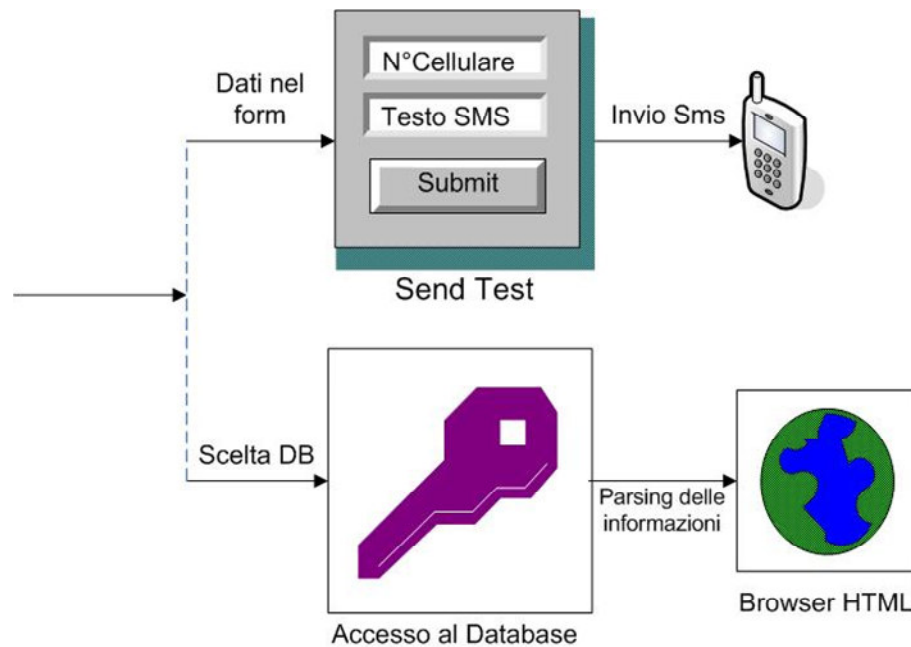 Dati nel
form
N°Cellulare
Testo SMS
Submit
Send Test
Invio Sms
Scelta DB
Accesso al Database
Parsing delle
informazioni
Browser HTML